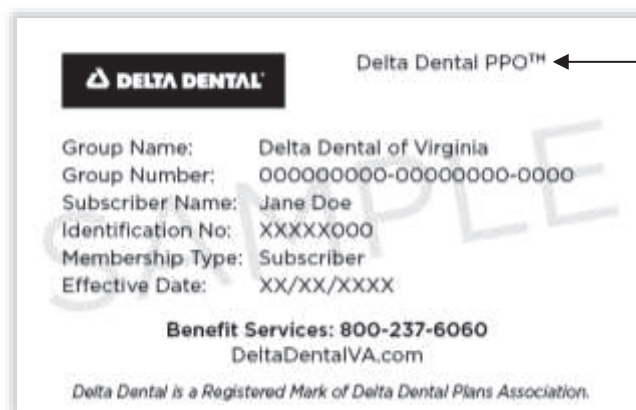 DELTA DENTAL®
Delta Dental PPO™
Group Name: Delta Dental of Virginia
Group Number: 000000000-00000000-0000
Subscriber Name: Jane Doe
Identification No: XXXXX000
Membership Type: Subscriber
Effective Date: XX/XX/XXXX
SAMPLE
Benefit Services: 800-237-6060
DeltaDentalVA.com
Delta Dental is a Registered Mark of Delta Dental Plans Association.